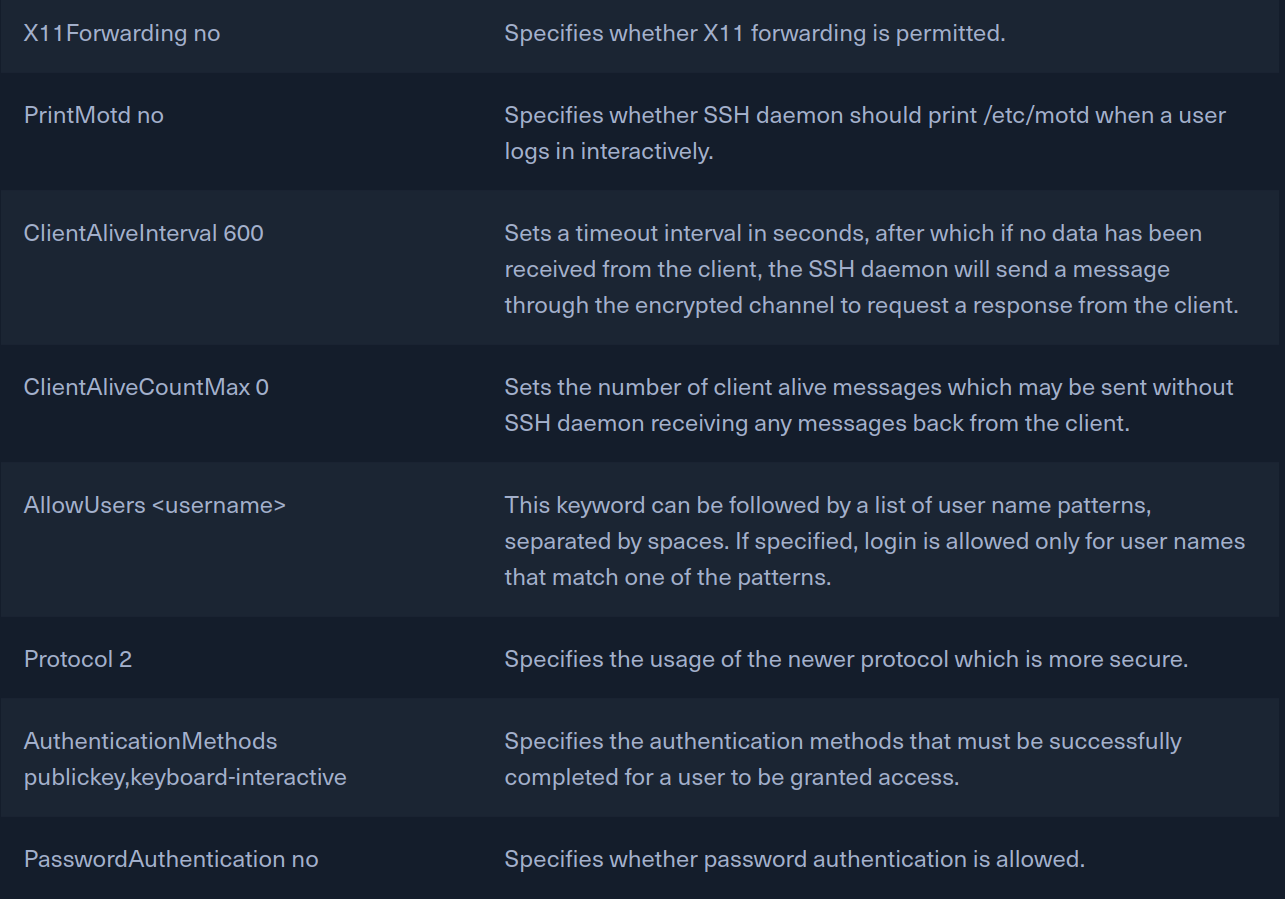 X11Forwarding no
Specifies whether X11 forwarding is permitted.
PrintMotd no
Specifies whether SSH daemon should print /etc/motd when a user
logs in interactively.
ClientAliveInterval 600
Sets a timeout interval in seconds, after which if no data has been
received from the client, the SSH daemon will send a message
through the encrypted channel to request a response from the client.
ClientAliveCountMax 0
Sets the number of client alive messages which may be sent without
SSH daemon receiving any messages back from the client.
AllowUsers <username>
This keyword can be followed by a list of user name patterns,
separated by spaces. If specified, login is allowed only for user names
that match one of the patterns.
Protocol 2
Specifies the usage of the newer protocol which is more secure.
AuthenticationMethods
publickey,keyboard-interactive
Specifies the authentication methods that must be successfully
completed for a user to be granted access.
PasswordAuthentication no
Specifies whether password authentication is allowed.